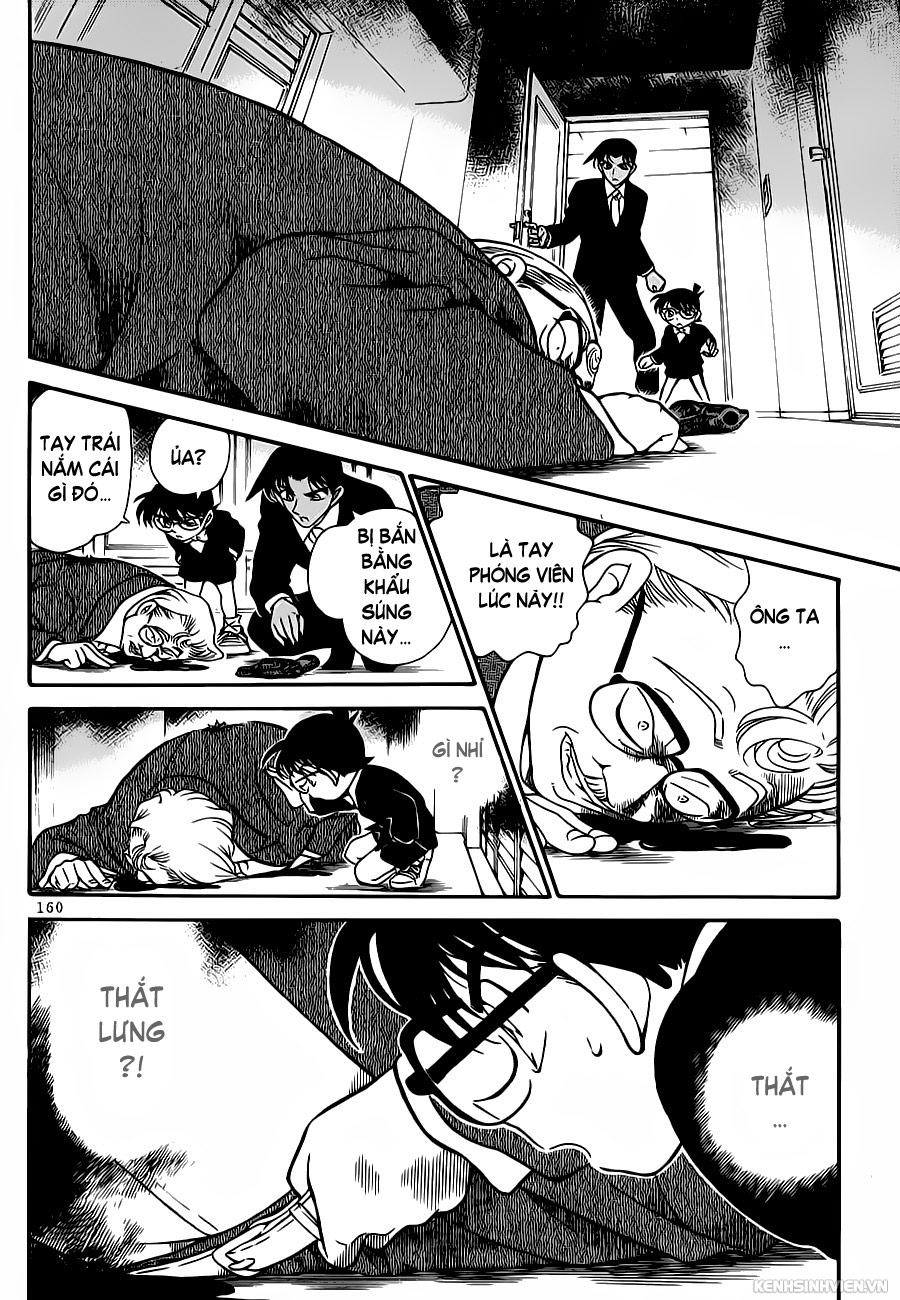 ÔNG TA
...
LÀ TAY
PHÓNG VIÊN
LÚC NÀY!!
BỊ BẮN
BẰNG
KHẨU
SÚNG
NÀY...
ỦA?
TAY TRÁI
NẮM CÁI
GÌ ĐÓ...
GÌ NHỈ
?
160
THẮT
...
THẮT
LƯNG
?!
KENHSINHVIEN.VN